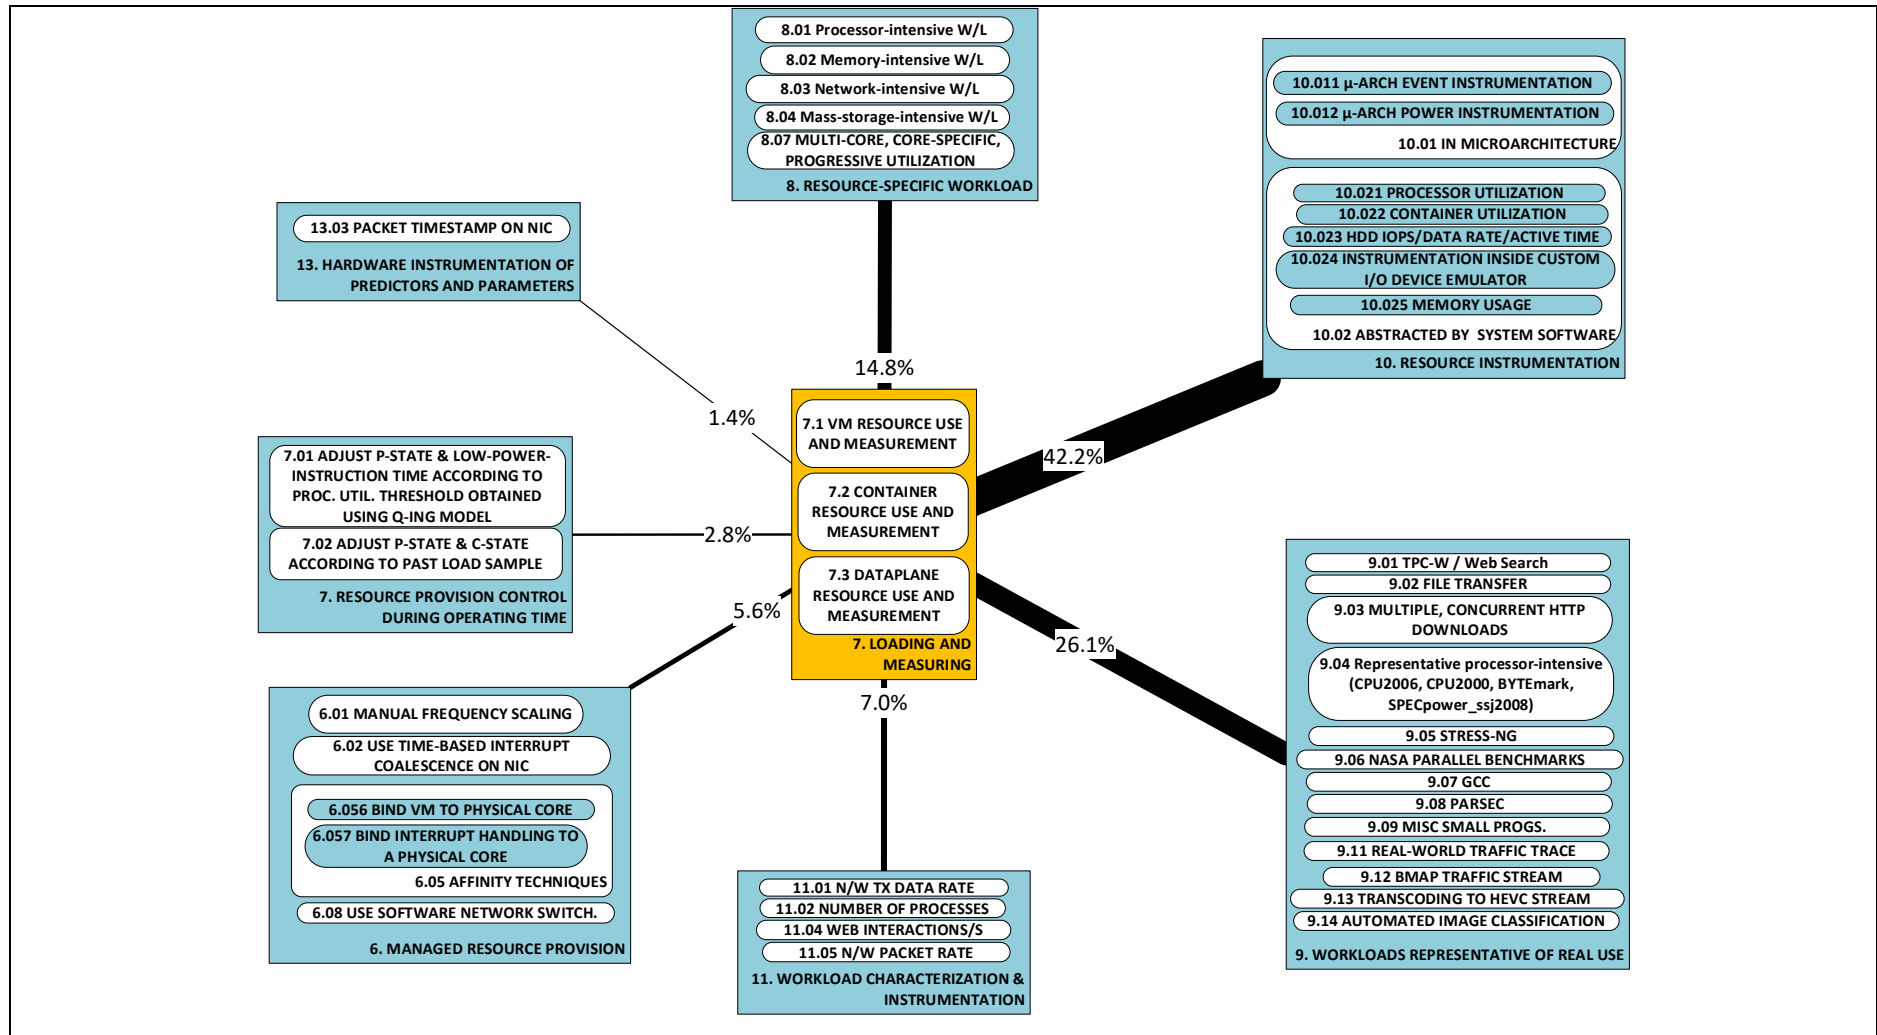 8.01 Processor-intensive W/L
8.02 Memory-intensive W/L
8.03 Network-intensive W/L
8.04 Mass-storage-intensive W/L
8.07 MULTI-CORE, CORE-SPECIFIC,
PROGRESSIVE UTILIZATION
8. RESOURCE-SPECIFIC WORKLOAD
10.011 µ-ARCH EVENT INSTRUMENTATION
10.012 µ-ARCH POWER INSTRUMENTATION
10.01 IN MICROARCHITECTURE
10.021 PROCESSOR UTILIZATION
10.022 CONTAINER UTILIZATION
10.023 HDD IOPS/DATA RATE/ACTIVE TIME
10.024 INSTRUMENTATION INSIDE CUSTOM
I/O DEVICE EMULATOR
10.025 MEMORY USAGE
10.02 ABSTRACTED BY SYSTEM SOFTWARE
10. RESOURCE INSTRUMENTATION
13.03 PACKET TIMESTAMP ON NIC
13. HARDWARE INSTRUMENTATION OF
PREDICTORS AND PARAMETERS
14.8%
1.4%
42.2%
2.8%
5.6%
26.1%
7.0%
7.1 VM RESOURCE USE
AND MEASUREMENT
7.2 CONTAINER
RESOURCE USE AND
MEASUREMENT
7.3 DATAPLANE
RESOURCE USE AND
MEASUREMENT
7. LOADING AND
MEASURING
7.01 ADJUST P-STATE & LOW-POWER-
INSTRUCTION TIME ACCORDING TO
PROC. UTIL. THRESHOLD OBTAINED
USING Q-ING MODEL
7.02 ADJUST P-STATE & C-STATE
ACCORDING TO PAST LOAD SAMPLE
7. RESOURCE PROVISION CONTROL
DURING OPERATING TIME
6.01 MANUAL FREQUENCY SCALING
6.02 USE TIME-BASED INTERRUPT
COALESCENCE ON NIC
6.056 BIND VM TO PHYSICAL CORE
6.057 BIND INTERRUPT HANDLING TO
A PHYSICAL CORE
6.05 AFFINITY TECHNIQUES
6.08 USE SOFTWARE NETWORK SWITCH.
6. MANAGED RESOURCE PROVISION
11.01 N/W TX DATA RATE
11.02 NUMBER OF PROCESSES
11.04 WEB INTERACTIONS/S
11.05 N/W PACKET RATE
11. WORKLOAD CHARACTERIZATION &
INSTRUMENTATION
9.01 TPC-W / Web Search
9.02 FILE TRANSFER
9.03 MULTIPLE, CONCURRENT HTTP
DOWNLOADS
9.04 Representative processor-intensive
(CPU2006, CPU2000, BYTEmark,
SPECpower_ssj2008)
9.05 STRESS-NG
9.06 NASA PARALLEL BENCHMARKS
9.07 GCC
9.08 PARSEC
9.09 MISC SMALL PROGS.
9.11 REAL-WORLD TRAFFIC TRACE
9.12 BMAP TRAFFIC STREAM
9.13 TRANSCODING TO HEVC STREAM
9.14 AUTOMATED IMAGE CLASSIFICATION
9. WORKLOADS REPRESENTATIVE OF REAL USE